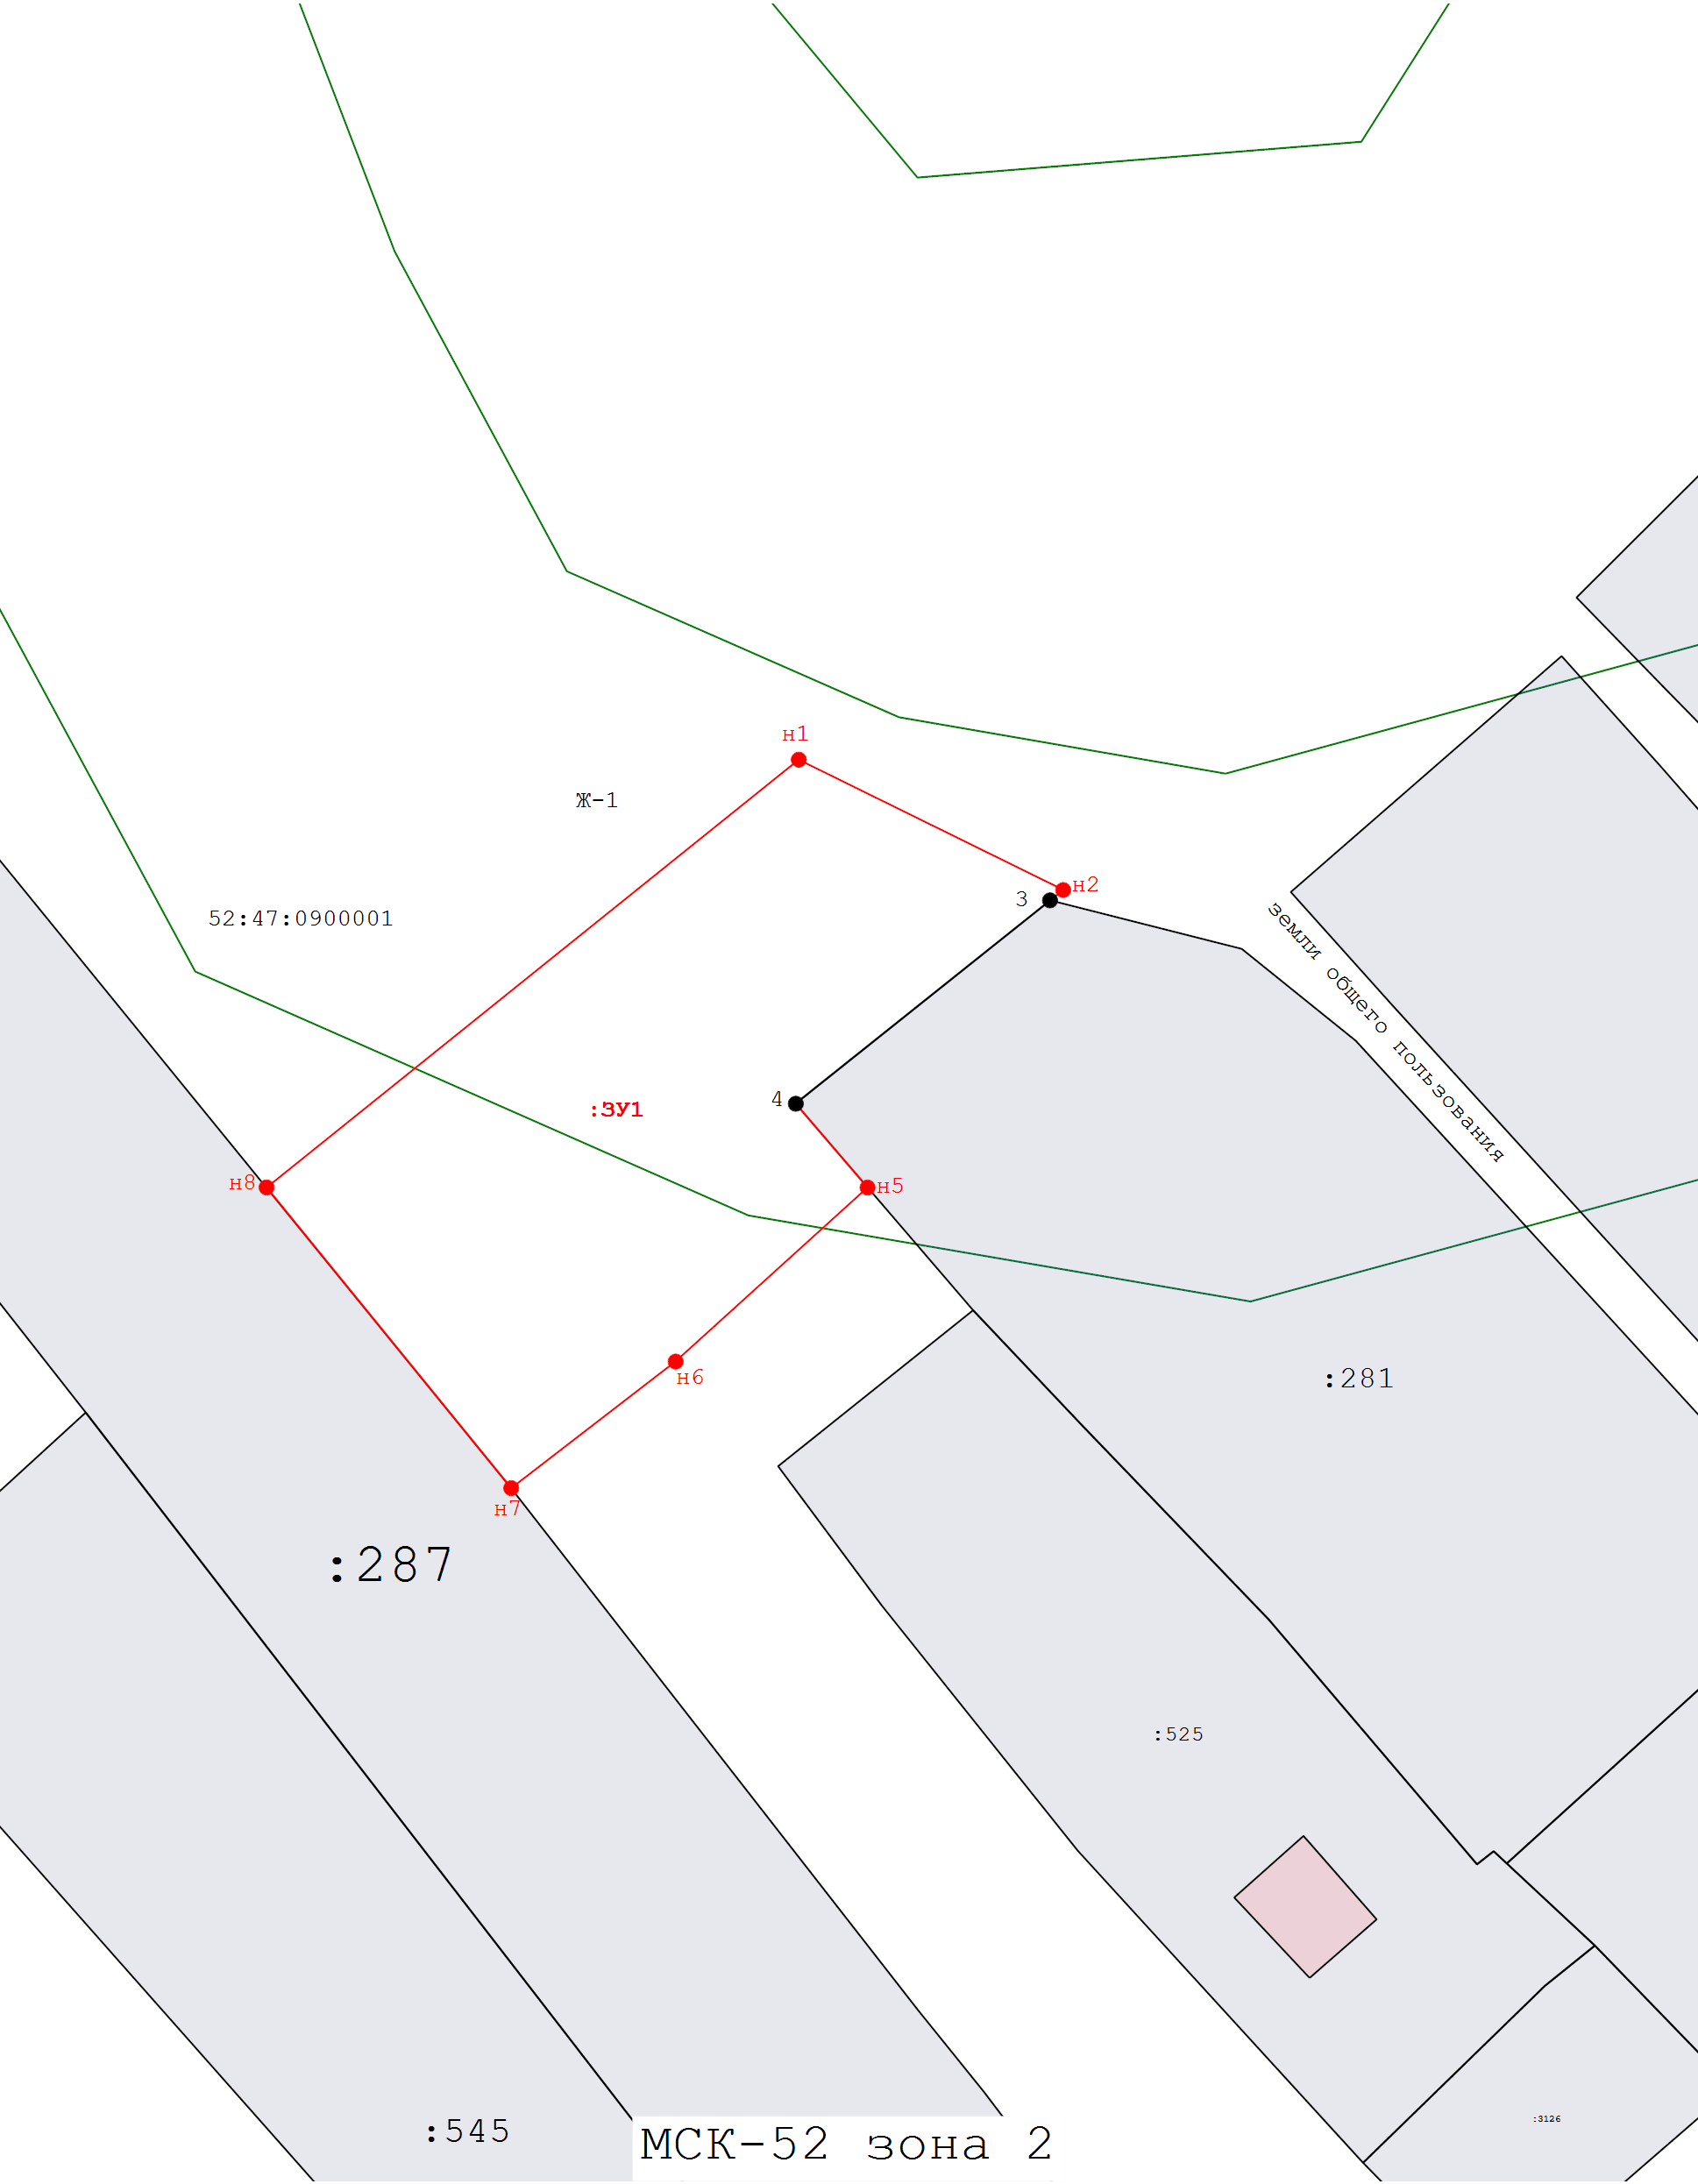 н1
Ж-1
н2
3
52:47:0900001
земли общего пользования
4
:ЗУ1
н8
н5
н6
:281
н7
:287
:525
:3126
:545
МСК-52 зона 2